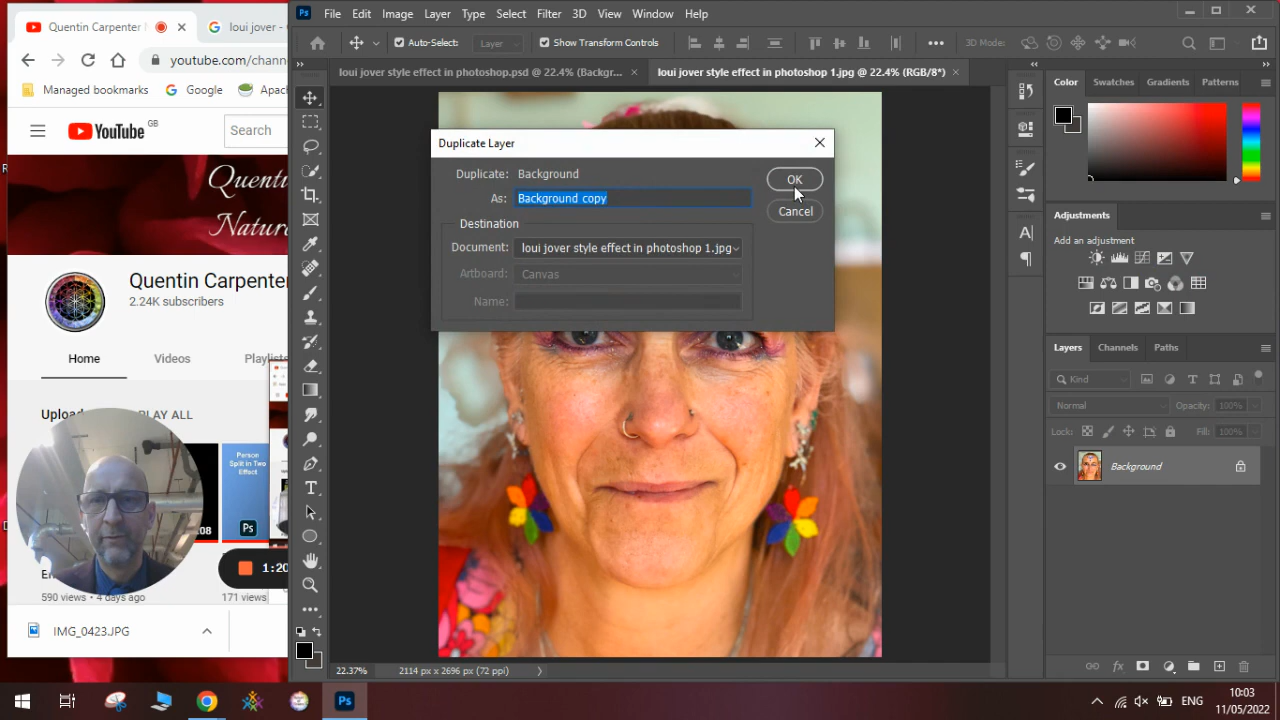 Quentin Carpenter
loui jover - G
youtube.com/chann
Managed bookmarks
Google
Apac
YouTube
GB
Search
Quent
Natur
Quentin Carpenter
2.24K subscribers
Home
Videos
Playlists
Upload
PLAY ALL
Person
Split in Two
Effect
Ps
:08
590 views • 4 days ago
171 views
1:20
IMG_0423.JPG
Ps
File
Edit
Image
Layer
Type
Select
Filter
3D
View
Window
Help
Auto-Select:
Layer
Show Transform Controls
3D Mode:
loui jover style effect in photoshop.psd @ 22.4% (Backgr...
loui jover style effect in photoshop 1.jpg @ 22.4% (RGB/8*)
Duplicate Layer
Duplicate:
Background
OK
As:
Background copy
Cancel
Destination
Document:
loui jover style effect in photoshop 1.jpg
Artboard:
Canvas
Name:
22.37%
2114 px x 2696 px (72 ppi)
Color
Swatches
Gradients
Patterns
Adjustments
Add an adjustment
Layers
Channels
Paths
Kind
Normal
Opacity:
100%
Lock:
Fill:
100%
Background
Ps
ENG
10:03
11/05/2022